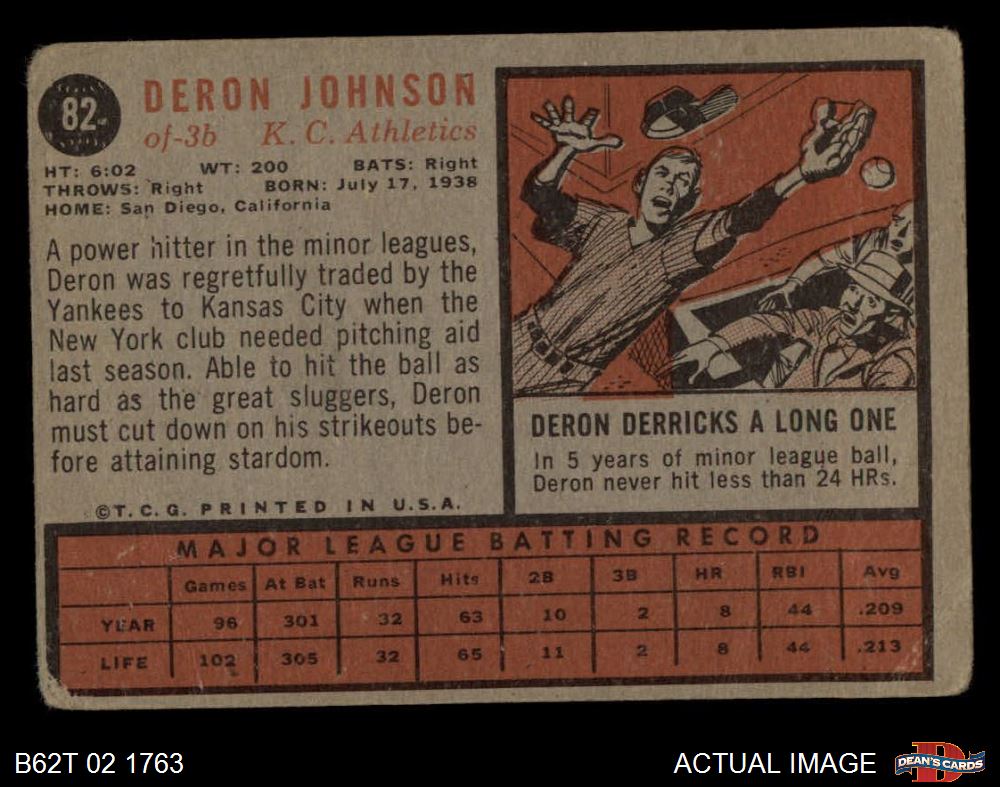 82
DERON JOHNSON
of-3b K. C. Athletics
HT: 6:02 WT: 200 BATS: Right
THROWS: Right BORN: July 17, 1938
HOME: San Diego, California
A power hitter in the minor leagues,
Deron was regretfully traded by the
Yankees to Kansas City when the
New York club needed pitching aid
last season. Able to hit the ball as
hard as the great sluggers, Deron
must cut down on his strikeouts be-
fore attaining stardom.
©T.C.G. PRINTED IN U.S.A.
DERON DERRICKS A LONG ONE
In 5 years of minor league ball,
Deron never hit less than 24 HRs.
MAJOR LEAGUE BATTING RECORD
Games At Bat Runs Hits 2B 3B HR RBI Avg
YEAR 96 301 32 63 10 2 8 44 .209
LIFE 102 305 32 65 11 2 8 44 .213
B62T 02 1763
ACTUAL IMAGE
DEAN'S CARDS